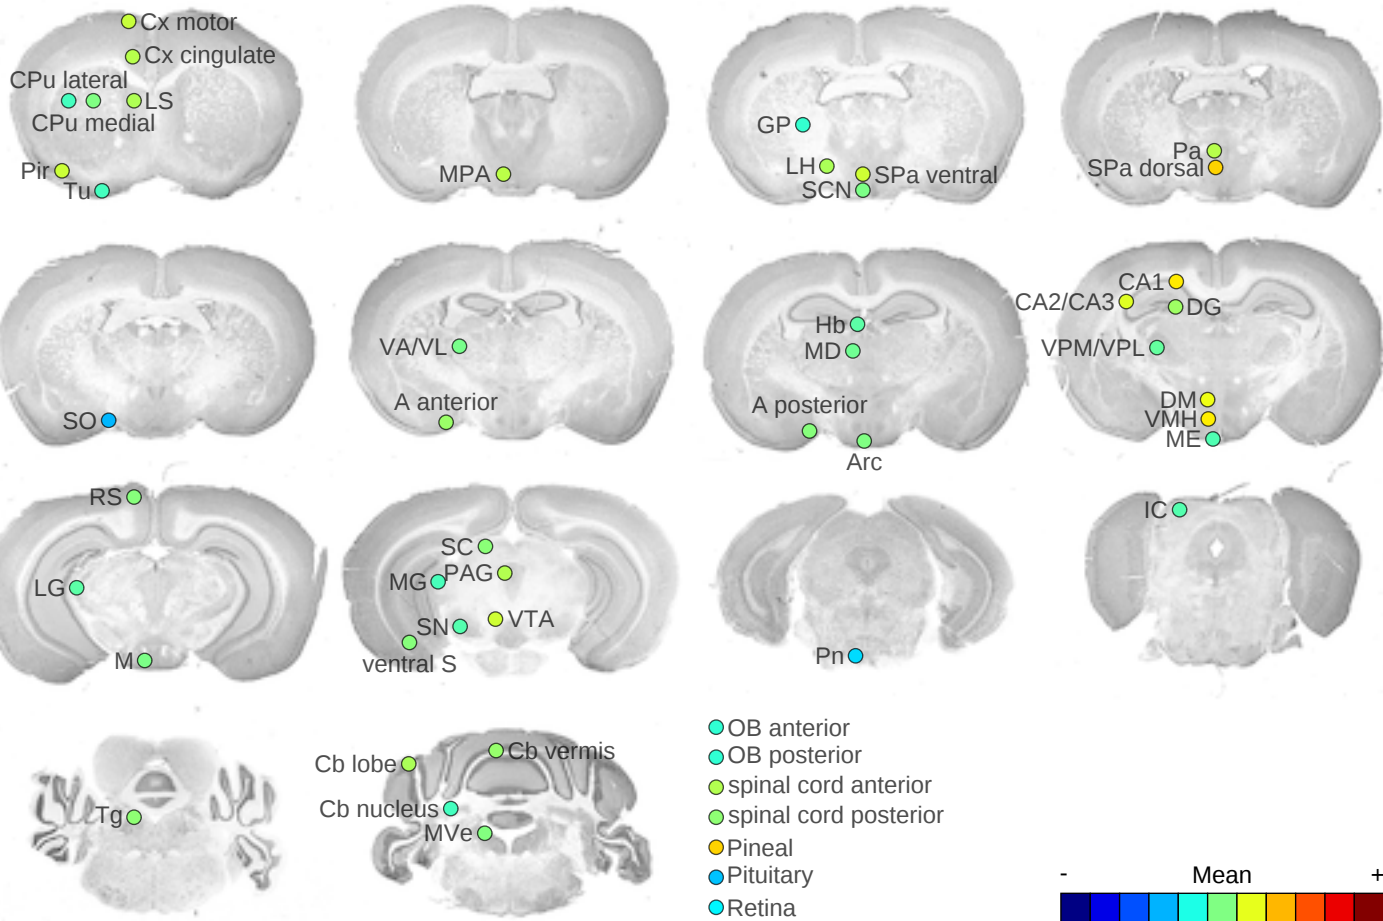 Cx motor
Cx cingulate
CPu lateral
LS
CPu medial
Pir
Tu
MPA
GP
LH
SPa ventral
SCN
Pa
SPa dorsal
SO
VA/VL
A anterior
Hb
MD
A posterior
Arc
CA1
CA2/CA3
DG
VPM/VPL
DM
VMH
ME
RS
LG
M
SC
PAG
MG
VTA
SN
ventral S
Pn
IC
Tg
Cb vermis
Cb lobe
Cb nucleus
MVe
OB anterior
OB posterior
spinal cord anterior
spinal cord posterior
Pineal
Pituitary
Retina
- Mean +